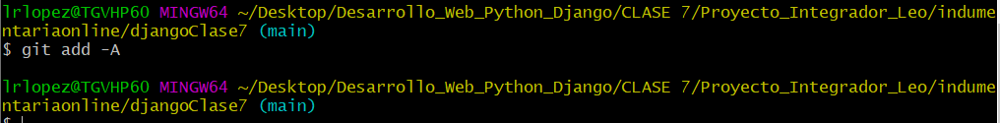 lrlopez@TGVHP60 MINGW64 ~/Desktop/Desarrollo_Web_Python_Django/CLASE 7/Proyecto_Integrador_Leo/indume
ntariaonline/djangoClase7 (main)
$ git add -A
lrlopez@TGVHP60 MINGW64 ~/Desktop/Desarrollo_Web_Python_Django/CLASE 7/Proyecto_Integrador_Leo/indume
ntariaonline/djangoClase7 (main)
$